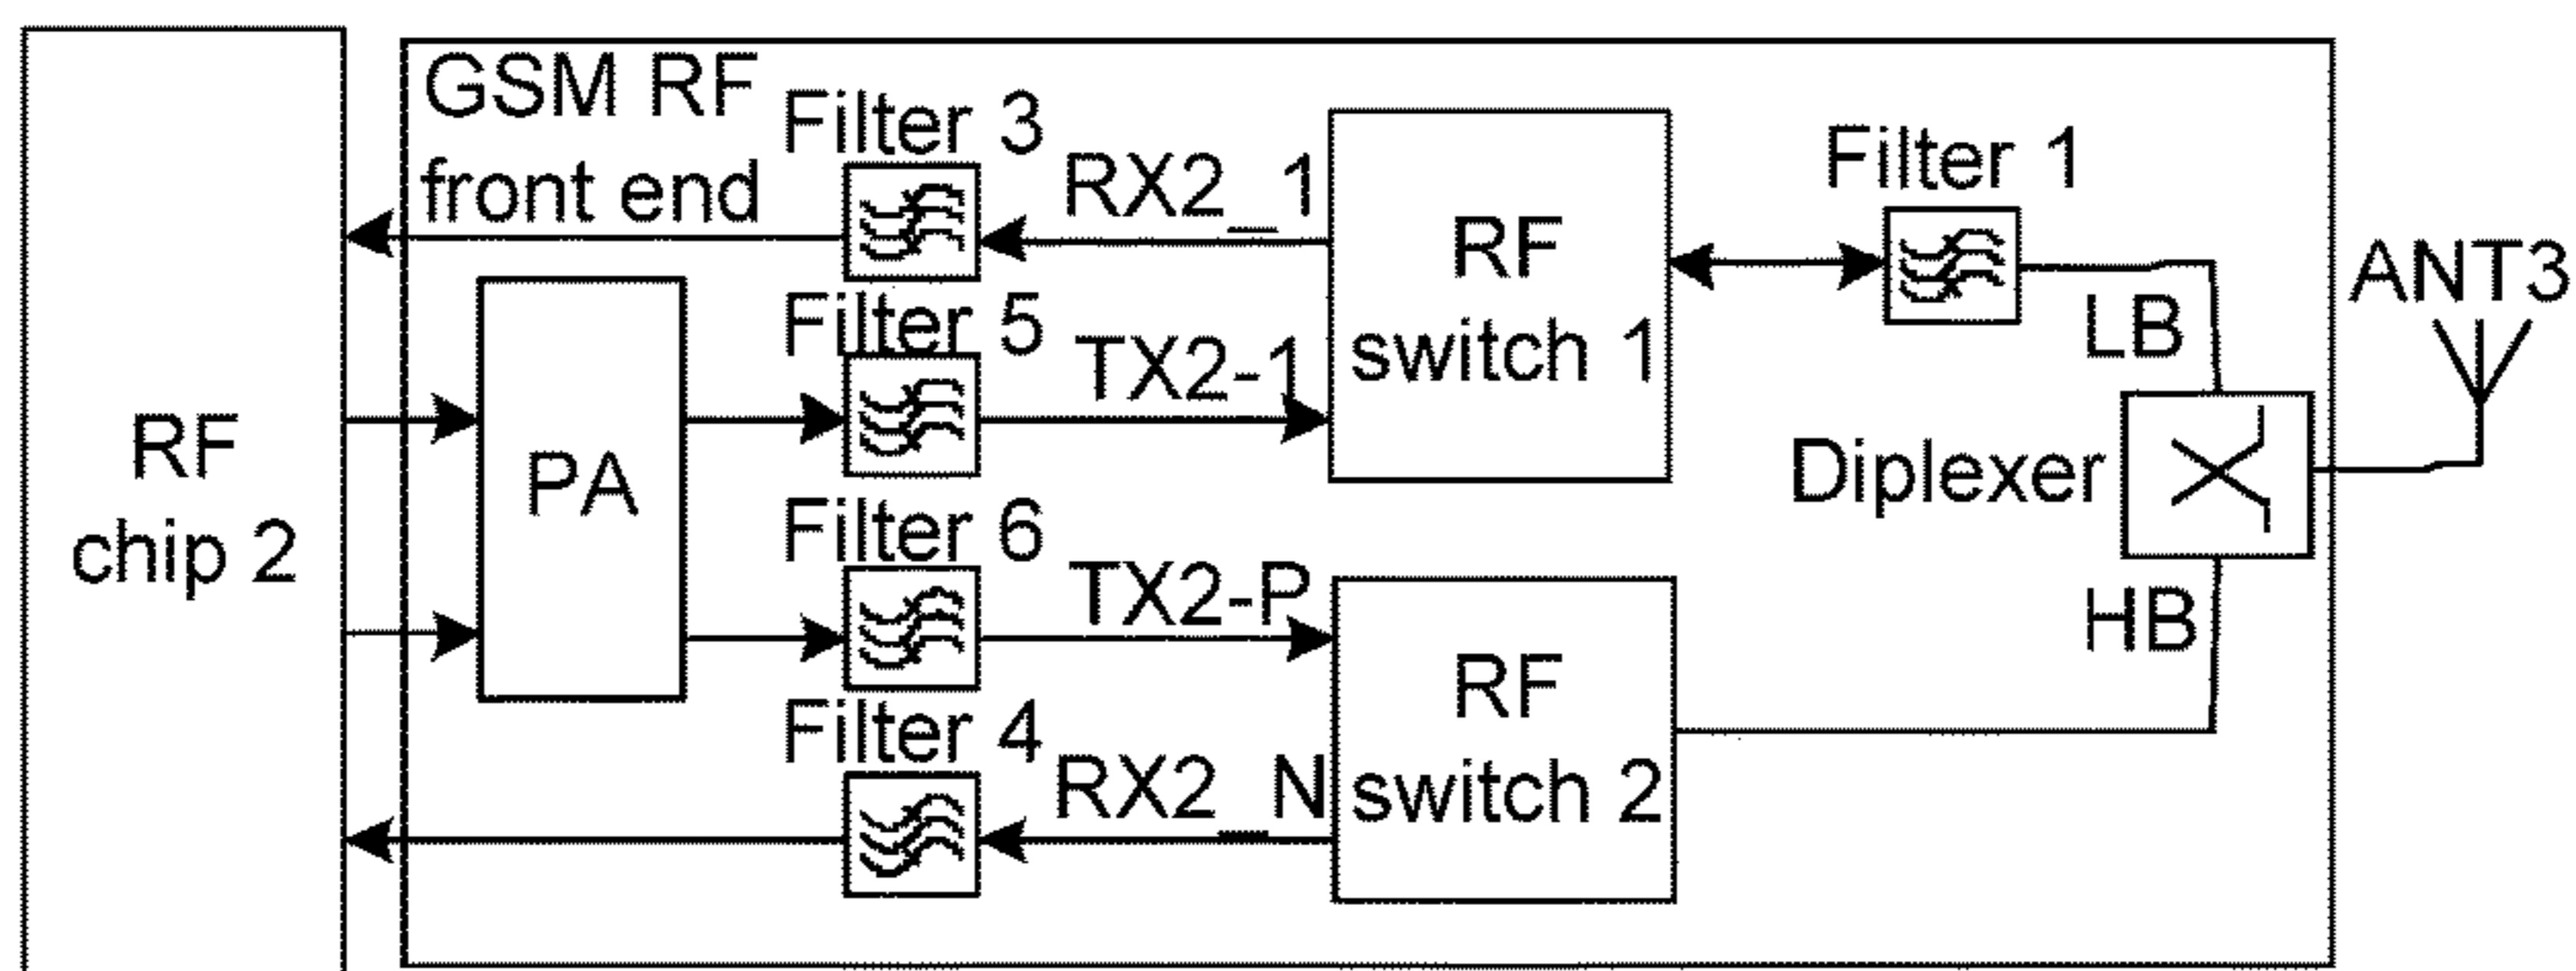 GSM RF
front end
Filter 3
RX2_1
RF
switch 1
Filter 1
ANT3
LB
Filter 5
TX2-1
RF
chip 2
PA
Diplexer
Filter 6
TX2-P
HB
RF
switch 2
Filter 4
RX2_N